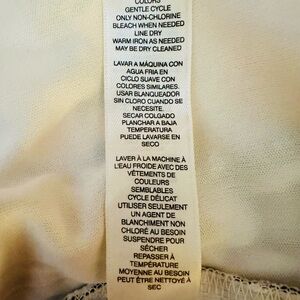 COLORS
GENTLE CYCLE
ONLY NON-CHLORINE
BLEACH WHEN NEEDED
LINE DRY
WARM IRON AS NEEDED
MAY BE DRY CLEANED
LAVAR A MÁQUINA CON
AGUA FRIA EN
CICLO SUAVE CON
COLORES SIMILARES.
USAR BLANQUEADOR
SIN CLORO CUANDO SE
NECESITE.
SECAR COLGADO
PLANCHAR A BAJA
TEMPERATURA
PUEDE LAVARSE EN
SECO
LAVER À LA MACHINE À
L'EAU FROIDE AVEC DES
VÊTEMENTS DE
COULEURS
SEMBLABLES
CYCLE DÉLICAT
UTILISER SEULEMENT
UN AGENT DE
BLANCHIMENT NON
CHLORÉ AU BESOIN
SUSPENDRE POUR
SÉCHER
REPASSER À
TEMPÉRATURE
MOYENNE AU BESOIN
PEUT ÊTRE NETTOYÉ À
SEC